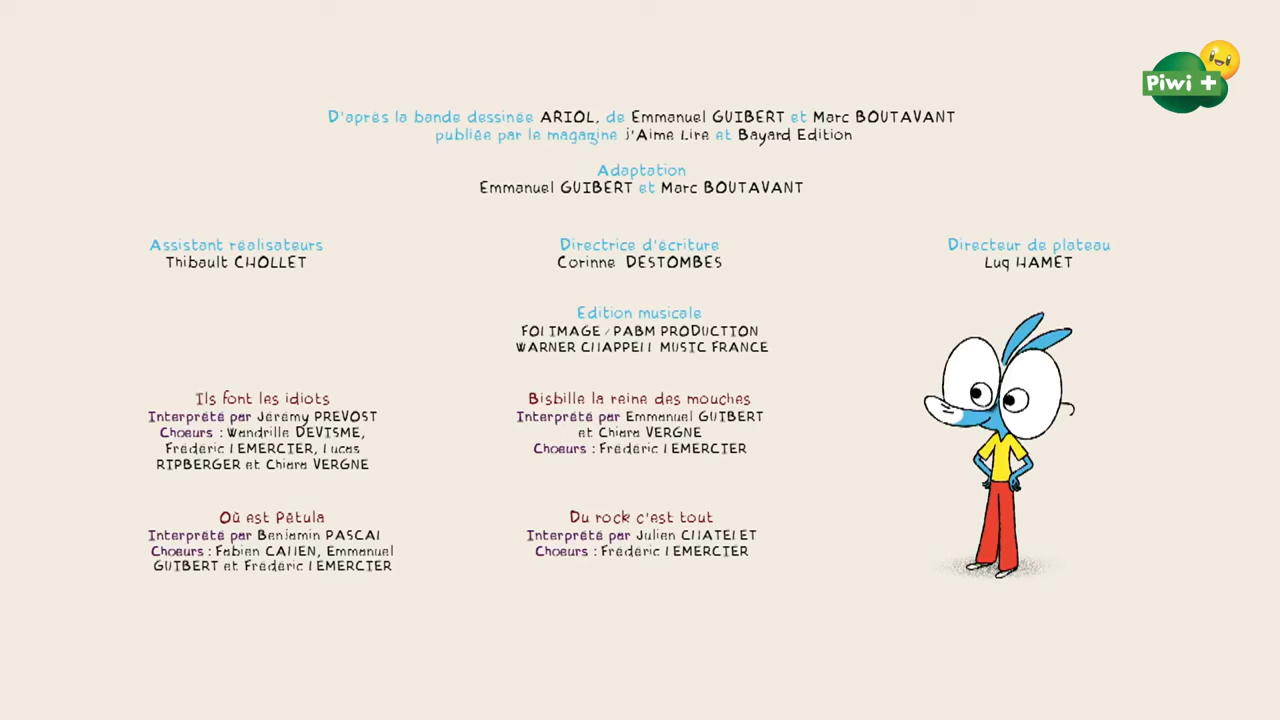 Piwi +
D'après la bande dessinée ARIOL, de Emmanuel GUIBERT et Marc BOUTAVANT
publiée par le magazine j'Aime Lire et Bayard Edition
Adaptation
Emmanuel GUIBERT et Marc BOUTAVANT
Assistant réalisateurs
Thibault CHOLLET
Directrice d'écriture
Corinne DESTOMBES
Directeur de plateau
Luq HAMET
Edition musicale
FOLIMAGE / PABM PRODUCTION
WARNER CHAPPELL MUSIC FRANCE
Ils font les idiots
Interprété par Jérémy PREVOST
Choeurs : Wandrille DEVISME,
Frédéric LEMERCIER, Lucas
RIPBERGER et Chiara VERGNE
Bisbille la reine des mouches
Interprété par Emmanuel GUIBERT
et Chiara VERGNE
Choeurs : Frédéric LEMERCIER
Où est Pétula
Interprété par Benjamin PASCAL
Choeurs : Fabien CAHEN, Emmanuel
GUIBERT et Frédéric LEMERCIER
Du rock c'est tout
Interprété par Julien CHATELET
Choeurs : Frédéric LEMERCIER